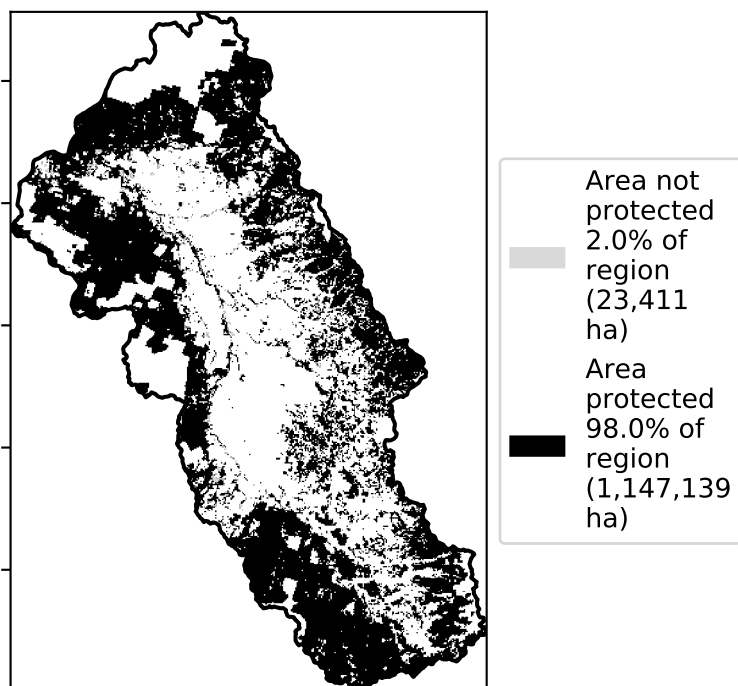 Area not
protected
2.0% of
region
(23,411
ha)
Area
protected
98.0% of
region
(1,147,139
ha)